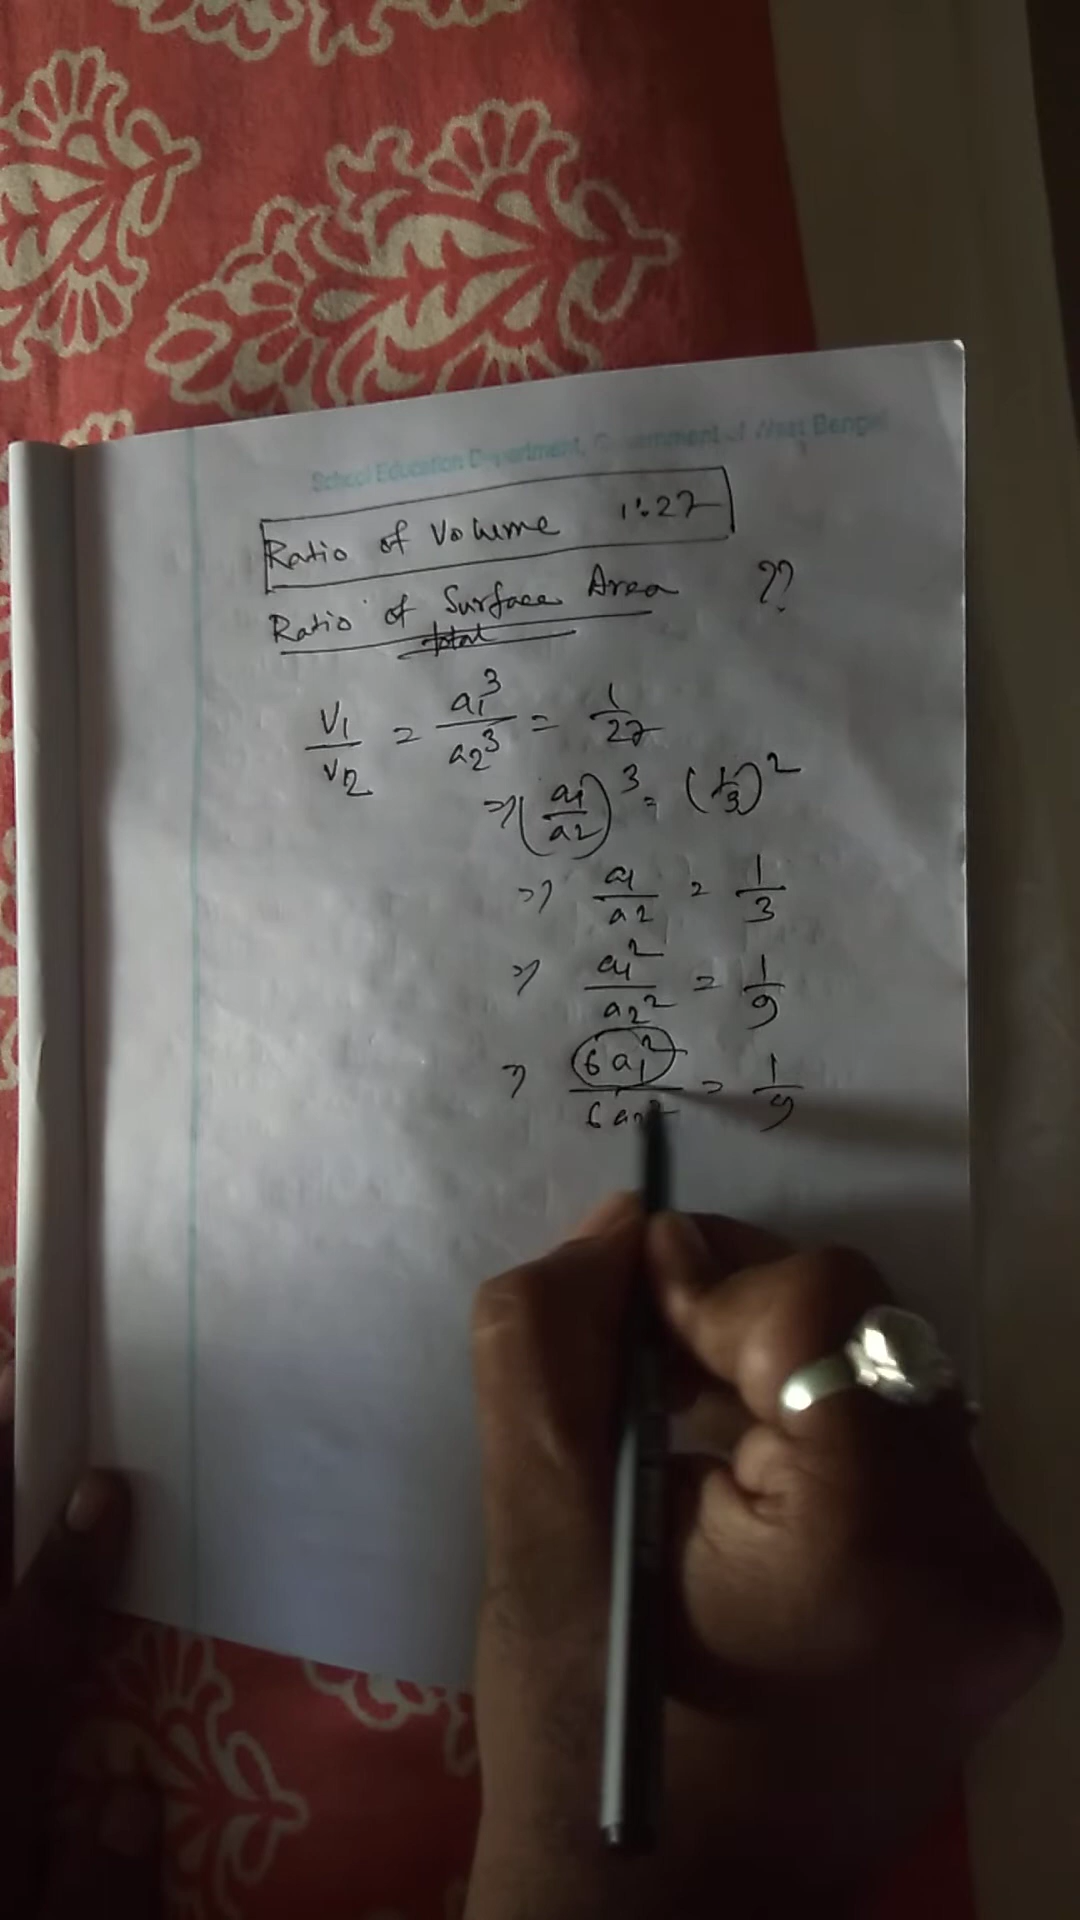 School Education Department, Government of West Bengal
Ratio of Volume 1:27
Ratio of Surface Area ??
total
V1/V2 = a1³/a2³ = 1/27
⇒ (a1/a2)³ = (1/3)²
⇒ a1/a2 = 1/3
⇒ a1²/a2² = 1/9
⇒ 6a1²/6a2² = 1/9